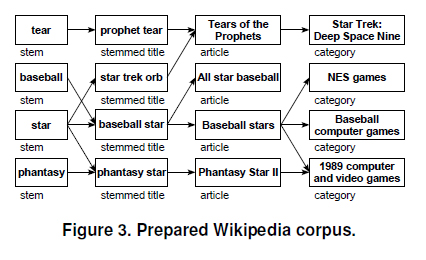 tear
prophet tear
Tears of the
Prophets
Star Trek:
Deep Space Nine
stem
stemmed title
article
category
baseball
star trek orb
All star baseball
NES games
stem
stemmed title
article
category
star
baseball star
Baseball stars
Baseball
computer games
stem
stemmed title
article
category
phantasy
phantasy star
Phantasy Star II
1989 computer
and video games
stem
stemmed title
article
category
Figure 3. Prepared Wikipedia corpus.